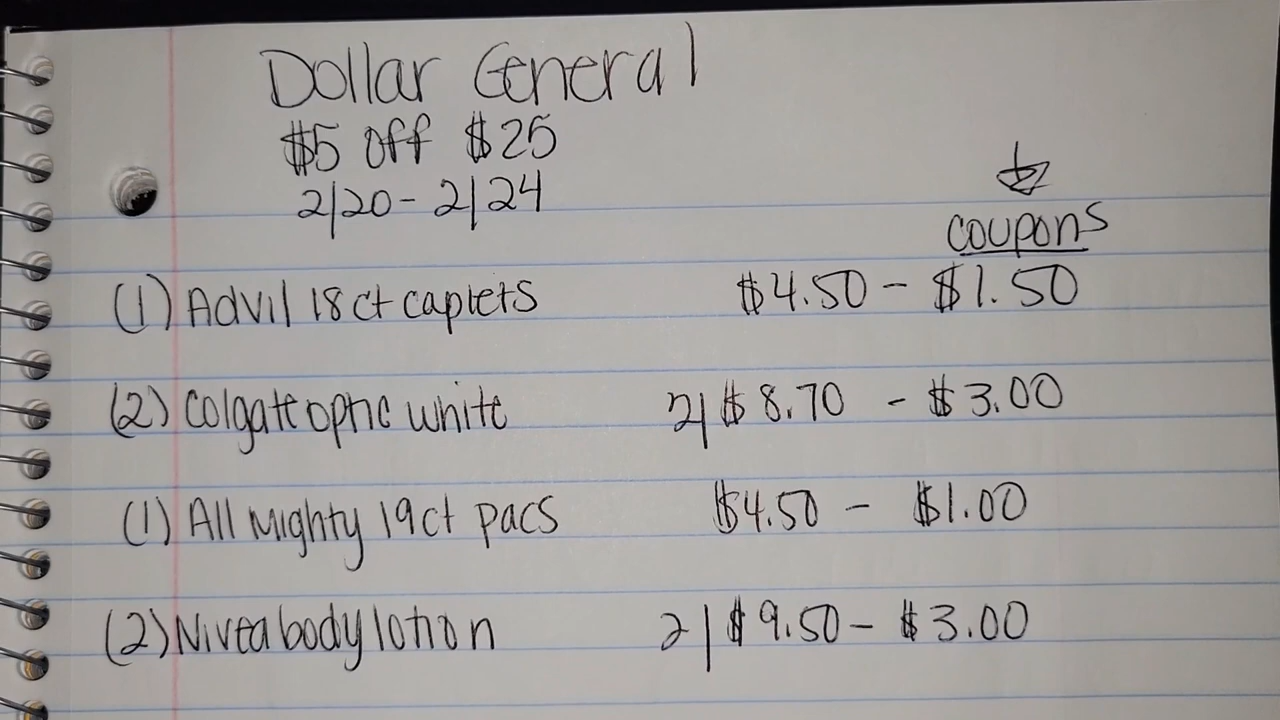 Dollar General
$5 off $25
2/20 - 2/24
coupons
(1) Advil 18ct caplets $4.50 - $1.50
(2) Colgate optic white 2/$8.70 - $3.00
(1) All Mighty 19ct pacs $4.50 - $1.00
(2) Nivea body lotion 2/$9.50 - $3.00